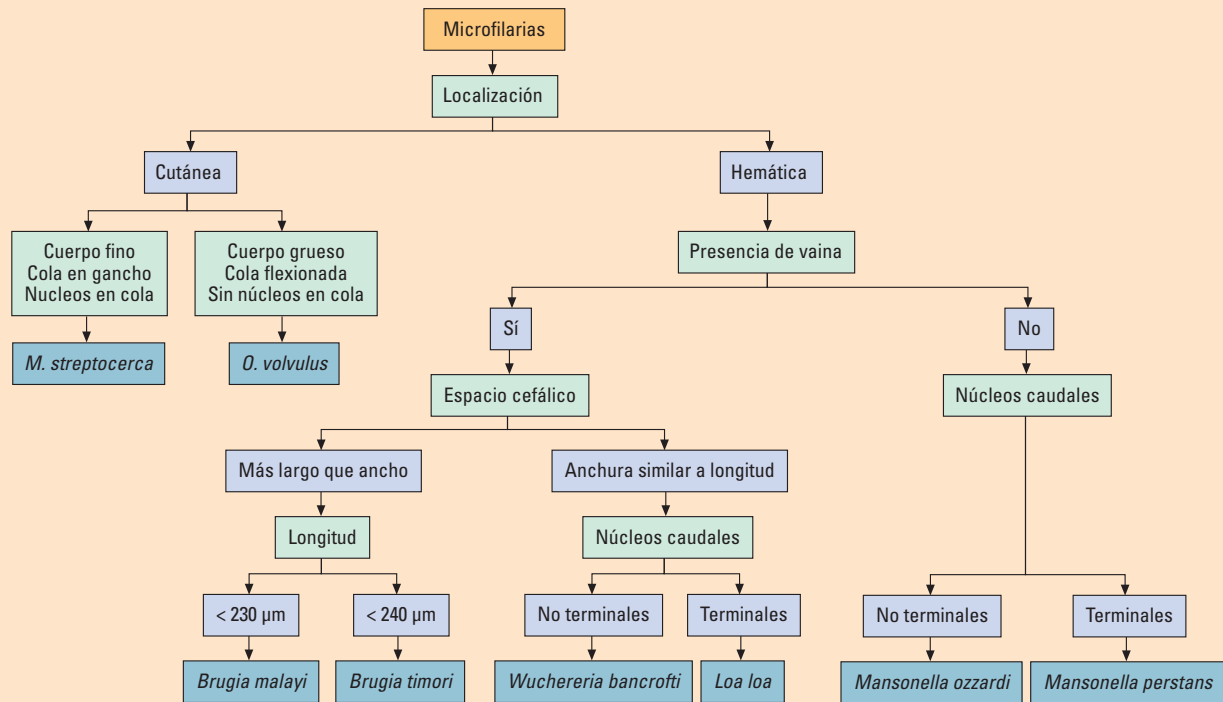 Microfilarias
Localización
Cutánea
Hemática
Cuerpo fino
Cola en gancho
Nucleos en cola
Cuerpo grueso
Cola flexionada
Sin núcleos en cola
Presencia de vaina
Sí
No
M. streptocerca
O. volvulus
Espacio cefálico
Núcleos caudales
Más largo que ancho
Anchura similar a longitud
Longitud
Núcleos caudales
< 230 µm
< 240 µm
No terminales
Terminales
No terminales
Terminales
Brugia malayi
Brugia timori
Wuchereria bancrofti
Loa loa
Mansonella ozzardi
Mansonella perstans